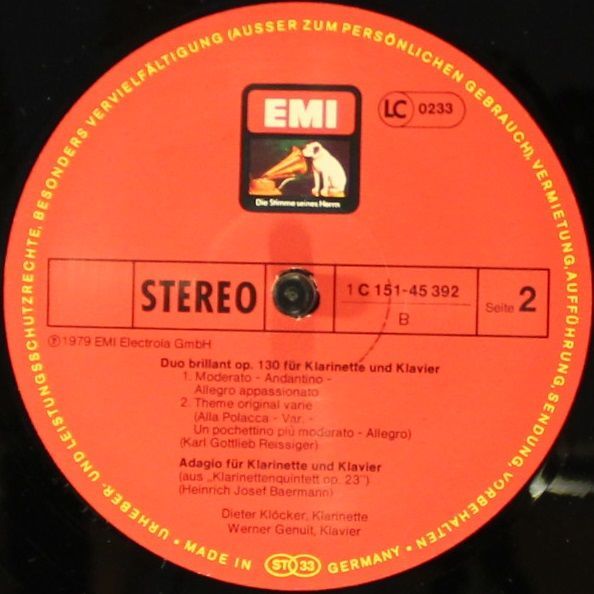 URHEBER- UND LEISTUNGSSCHUTZRECHTE, BESONDERS VERVIELFÄLTIGUNG (AUSSER ZUM PERSÖNLICHEN GEBRAUCH), VERMIETUNG, AUFFÜHRUNG, SENDUNG, VORBEHALTEN •
EMI
Die Stimme seines Herrn
LC 0233
STEREO
1 C 151-45 392
B
Seite 2
Ⓟ 1979 EMI Electrola GmbH
Duo brillant op. 130 für Klarinette und Klavier
1. Moderato - Andantino -
Allegro appassionato
2. Theme original varié
(Alla Polacca - Var. -
Un pochettino più moderato - Allegro)
(Karl Gottlieb Reissiger)
Adagio für Klarinette und Klavier
(aus „Klarinettenquintett op. 23")
(Heinrich Josef Baermann)
Dieter Klöcker, Klarinette
Werner Genuit, Klavier
• MADE IN ST 33 GERMANY •